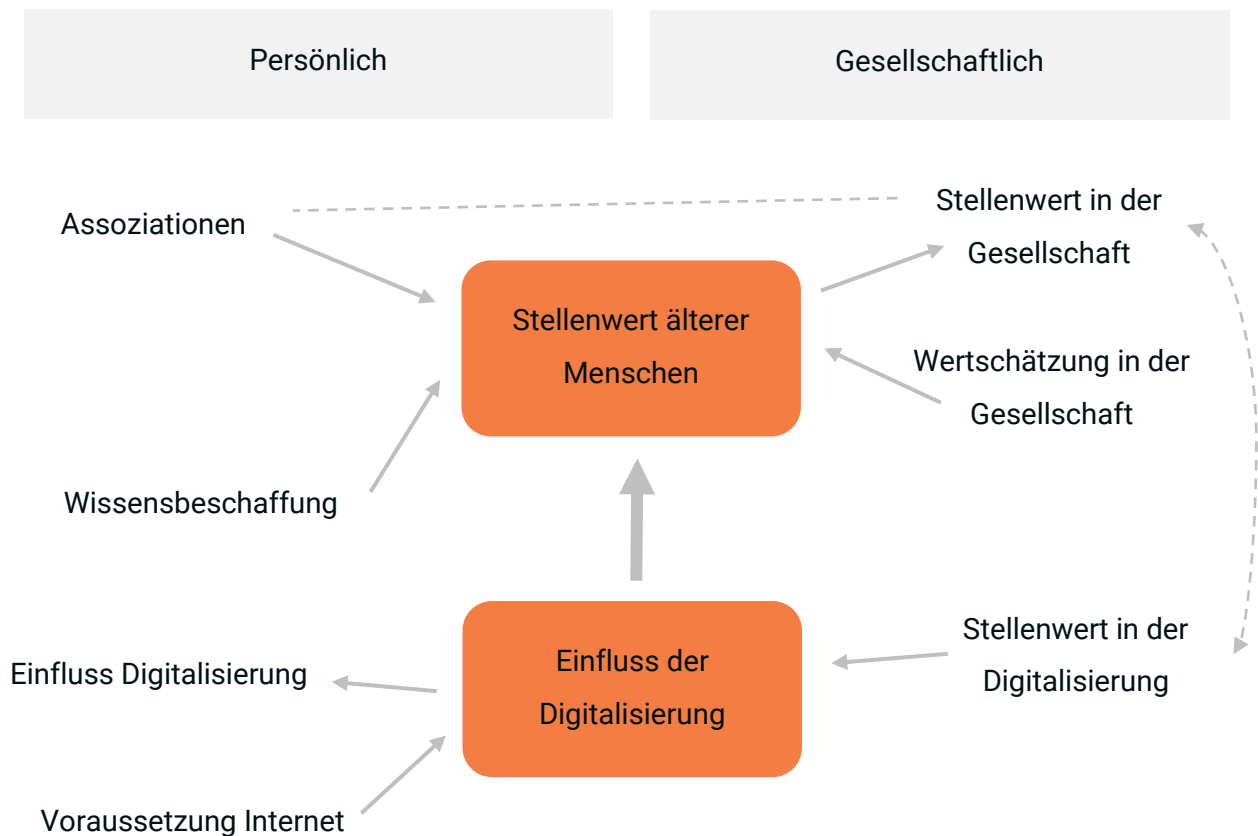 Persönlich
Gesellschaftlich
Assoziationen
Stellenwert in der
Gesellschaft
Stellenwert älterer
Menschen
Wertschätzung in der
Gesellschaft
Wissensbeschaffung
Einfluss Digitalisierung
Einfluss der
Digitalisierung
Stellenwert in der
Digitalisierung
Voraussetzung Internet